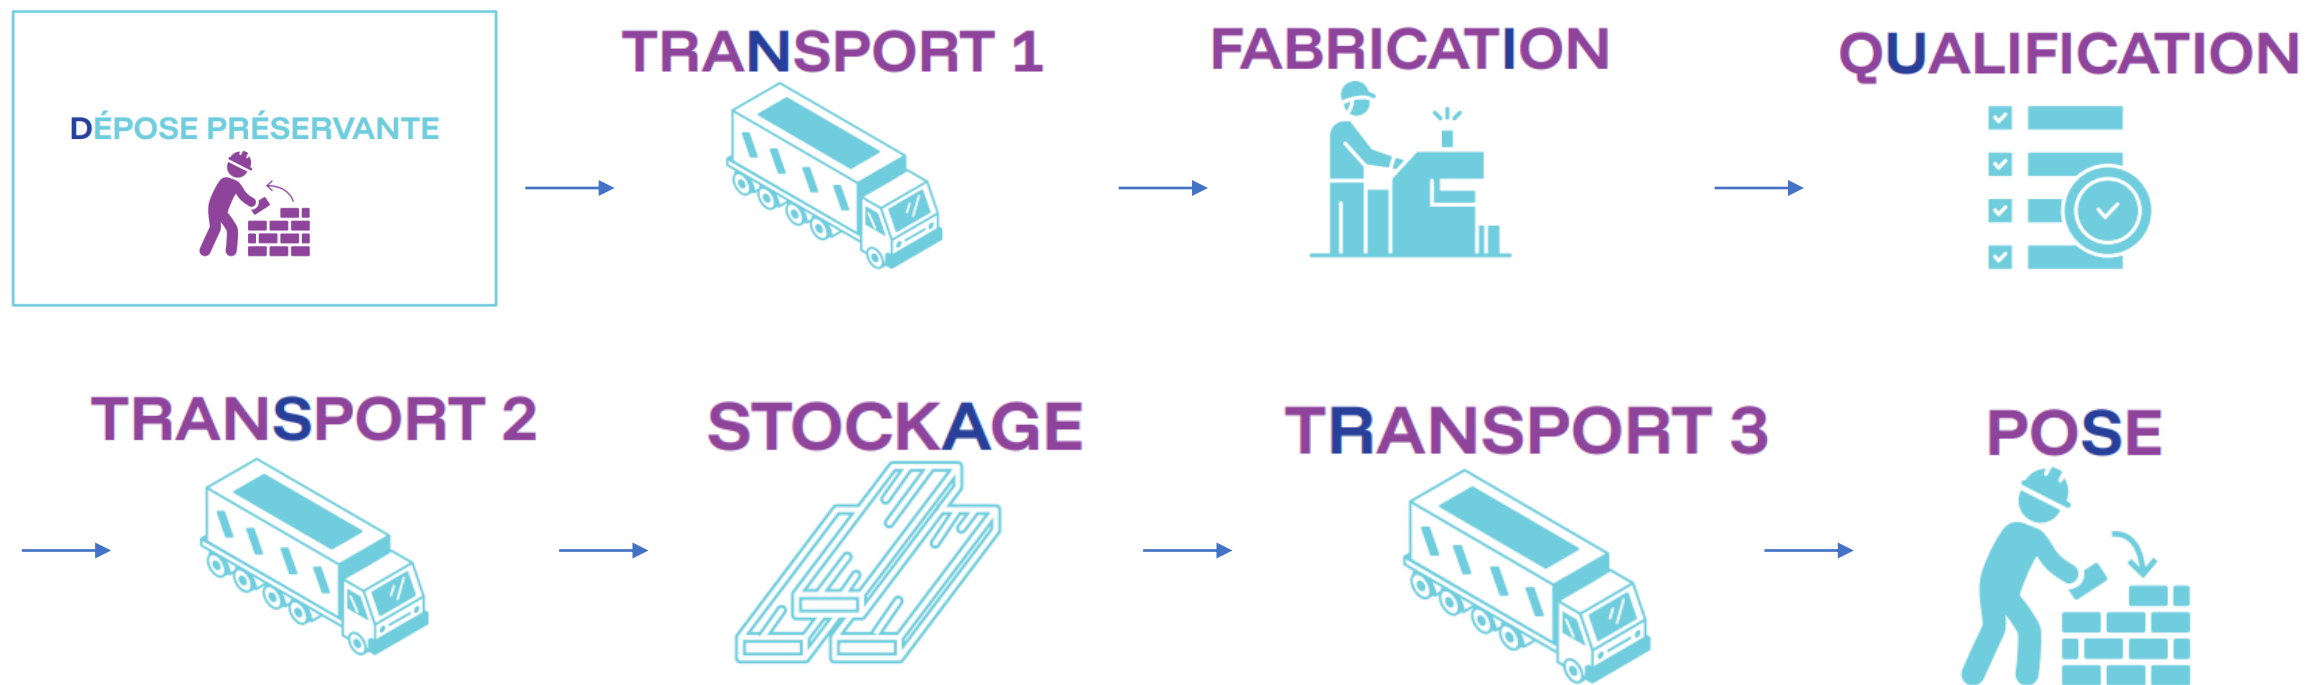 DÉPOSE PRÉSERVANTE
TRANSPORT 1
FABRICATION
QUALIFICATION
TRANSPORT 2
STOCKAGE
TRANSPORT 3
POSE